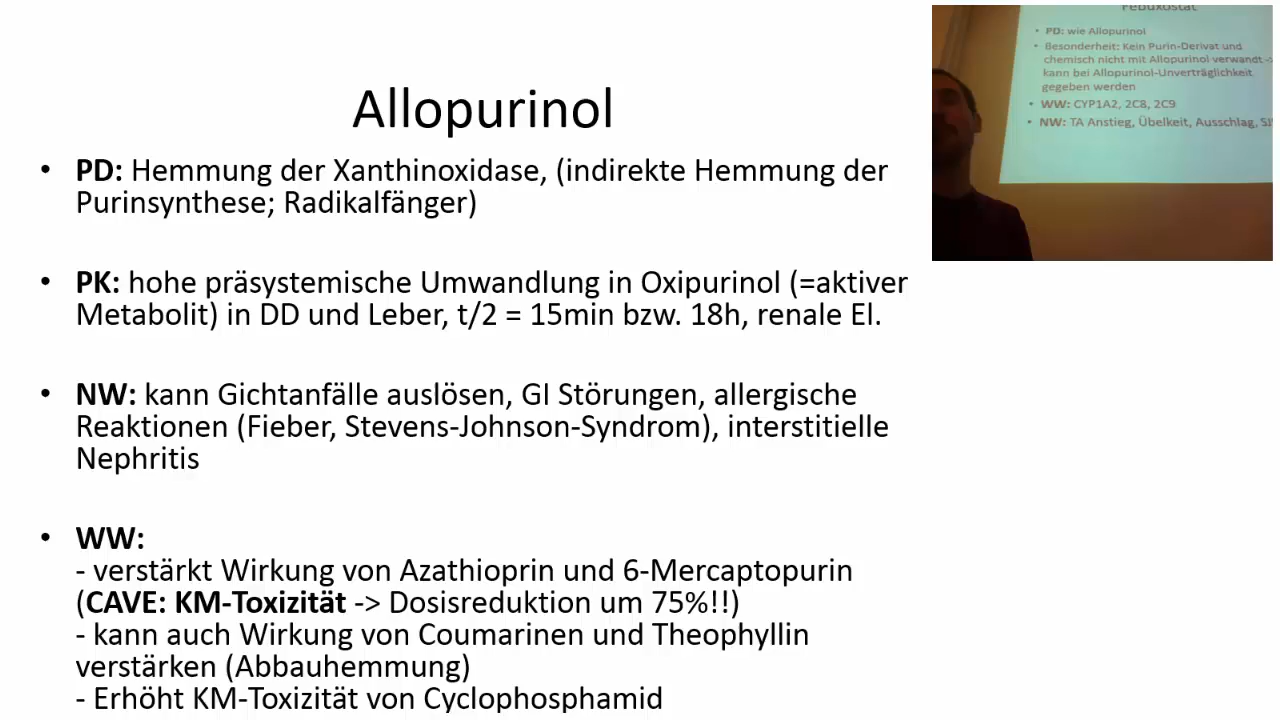 Allopurinol
• PD: Hemmung der Xanthinoxidase, (indirekte Hemmung der
Purinsynthese; Radikalfänger)
• PK: hohe präsystemische Umwandlung in Oxipurinol (=aktiver
Metabolit) in DD und Leber, t/2 = 15min bzw. 18h, renale El.
• NW: kann Gichtanfälle auslösen, GI Störungen, allergische
Reaktionen (Fieber, Stevens-Johnson-Syndrom), interstitielle
Nephritis
• WW:
- verstärkt Wirkung von Azathioprin und 6-Mercaptopurin
(CAVE: KM-Toxizität -> Dosisreduktion um 75%!!)
- kann auch Wirkung von Coumarinen und Theophyllin
verstärken (Abbauhemmung)
- Erhöht KM-Toxizität von Cyclophosphamid
Febuxostat
• PD: wie Allopurinol
• Besonderheit: Kein Purin-Derivat und
chemisch nicht mit Allopurinol verwandt -
kann bei Allopurinol-Unverträglichkeit
gegeben werden
• WW: CYP1A2, 2C8, 2C9
• NW: TA Anstieg, Übelkeit, Ausschlag,